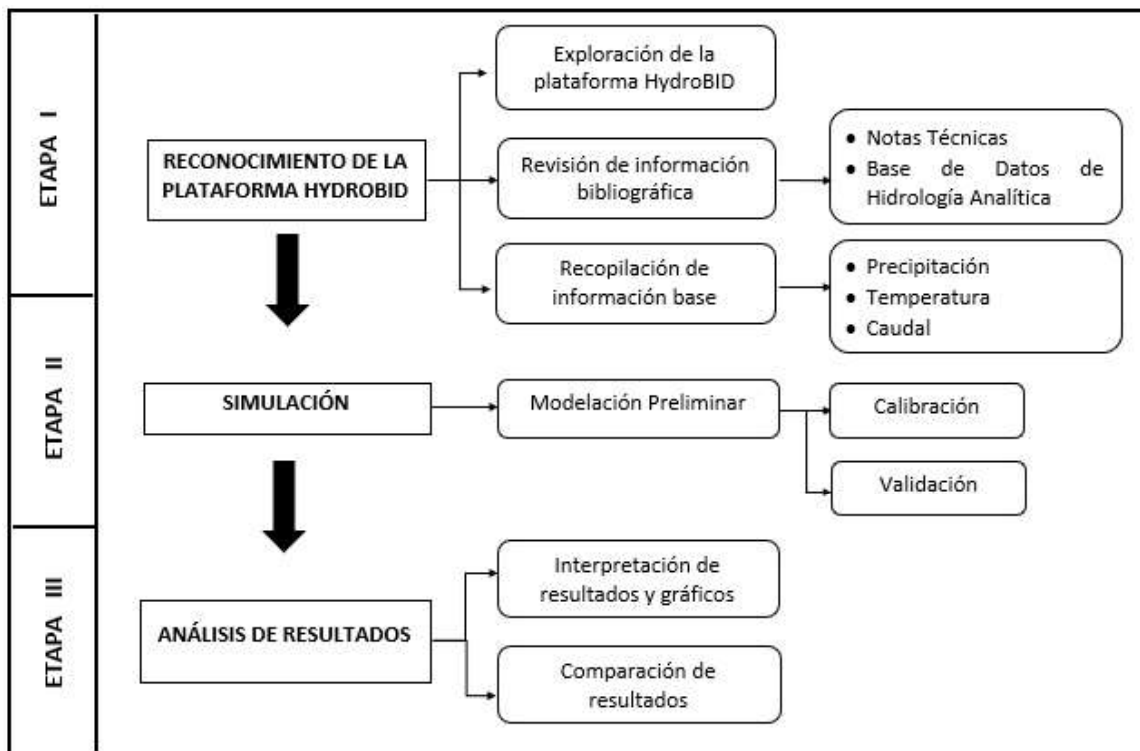 ETAPA I
RECONOCIMIENTO DE LA
PLATAFORMA HYDROBID
Exploración de la
plataforma HydroBID
Revisión de información
bibliográfica
● Notas Técnicas
● Base de Datos de
Hidrología Analítica
Recopilación de
información base
● Precipitación
● Temperatura
● Caudal
ETAPA II
SIMULACIÓN
Modelación Preliminar
Calibración
Validación
ETAPA III
ANÁLISIS DE RESULTADOS
Interpretación de
resultados y gráficos
Comparación de
resultados